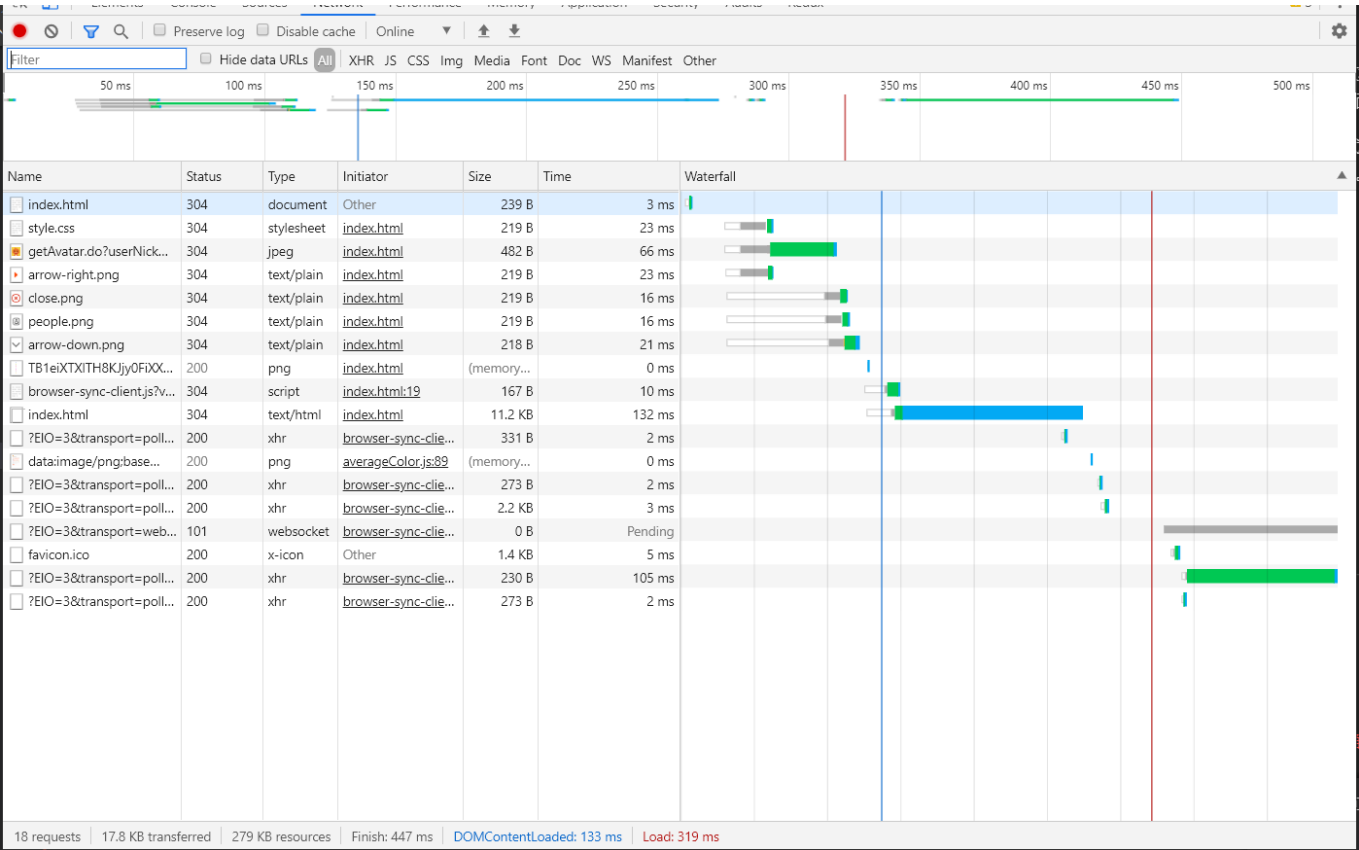 Elements Console Sources Network Performance Memory Application Security Audits Redux
Preserve log Disable cache Online
Filter Hide data URLs All XHR JS CSS Img Media Font Doc WS Manifest Other
50 ms 100 ms 150 ms 200 ms 250 ms 300 ms 350 ms 400 ms 450 ms 500 ms
Name Status Type Initiator Size Time Waterfall
index.html 304 document Other 239 B 3 ms
style.css 304 stylesheet index.html 219 B 23 ms
getAvatar.do?userNick... 304 jpeg index.html 482 B 66 ms
arrow-right.png 304 text/plain index.html 219 B 23 ms
close.png 304 text/plain index.html 219 B 16 ms
people.png 304 text/plain index.html 219 B 16 ms
arrow-down.png 304 text/plain index.html 218 B 21 ms
TB1eiXTXlTH8KJjy0FiXX... 200 png index.html (memory... 0 ms
browser-sync-client.js?v... 304 script index.html:19 167 B 10 ms
index.html 304 text/html index.html 11.2 KB 132 ms
?EIO=3&transport=poll... 200 xhr browser-sync-clie... 331 B 2 ms
data:image/png;base... 200 png averageColor.js:89 (memory... 0 ms
?EIO=3&transport=poll... 200 xhr browser-sync-clie... 273 B 2 ms
?EIO=3&transport=poll... 200 xhr browser-sync-clie... 2.2 KB 3 ms
?EIO=3&transport=web... 101 websocket browser-sync-clie... 0 B Pending
favicon.ico 200 x-icon Other 1.4 KB 5 ms
?EIO=3&transport=poll... 200 xhr browser-sync-clie... 230 B 105 ms
?EIO=3&transport=poll... 200 xhr browser-sync-clie... 273 B 2 ms
18 requests 17.8 KB transferred 279 KB resources Finish: 447 ms DOMContentLoaded: 133 ms Load: 319 ms